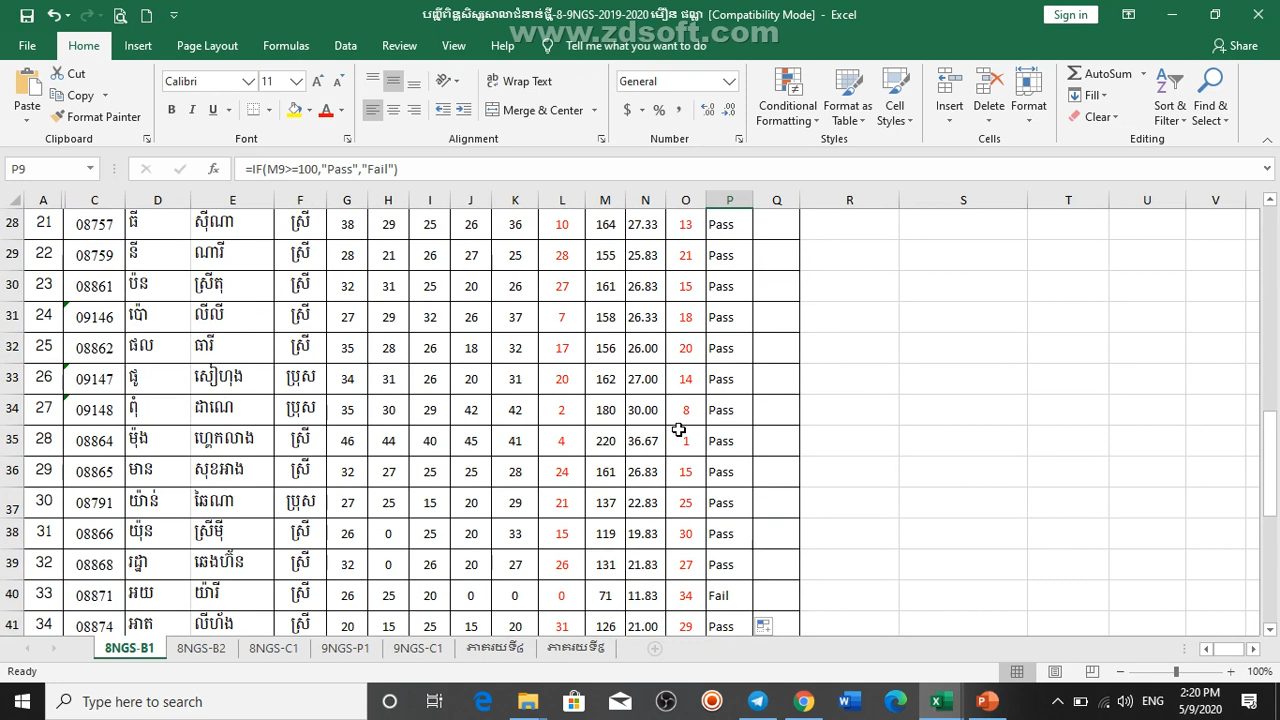 បញ្ជីពិន្ទុសិស្សសាលាជំនាន់ថ្មី-8-9NGS-2019-2020 មឿន ផល្លា [Compatibility Mode] - Excel
Sign in
www.zdsoft.com
File Home Insert Page Layout Formulas Data Review View Help Tell me what you want to do Share
Paste Cut Copy Format Painter Clipboard
Calibri 11 B I U Font
Wrap Text Merge & Center Alignment
General $ % Number
Conditional Formatting Format as Table Cell Styles Styles
Insert Delete Format Cells
AutoSum Fill Clear Sort & Filter Find & Select Editing
P9 fx =IF(M9>=100,"Pass","Fail")
A C D E F G H I J K L M N O P Q R S T U V
28 21 08757 ធី ស៊ីណា ស្រី 38 29 25 26 36 10 164 27.33 13 Pass
29 22 08759 នី ណារី ស្រី 28 21 26 27 25 28 155 25.83 21 Pass
30 23 08861 ប៉ន ស្រីតុ ស្រី 32 31 25 20 26 27 161 26.83 15 Pass
31 24 09146 ប៉ោ លីលី ស្រី 27 29 32 26 37 7 158 26.33 18 Pass
32 25 08862 ផល ធារី ស្រី 35 28 26 18 32 17 156 26.00 20 Pass
33 26 09147 ផូ សៀហុង ប្រុស 34 31 26 20 31 20 162 27.00 14 Pass
34 27 09148 ពុំ ដាណេ ប្រុស 35 30 29 42 42 2 180 30.00 8 Pass
35 28 08864 ម៉ុង ហ្គេកលាង ស្រី 46 44 40 45 41 4 220 36.67 1 Pass
36 29 08865 មាន សុខអាង ស្រី 32 27 25 25 28 24 161 26.83 15 Pass
37 30 08791 យ៉ាន់ ឆៃណា ប្រុស 27 25 15 20 29 21 137 22.83 25 Pass
38 31 08866 យ៉ុន ស្រីម៉ី ស្រី 26 0 25 20 33 15 119 19.83 30 Pass
39 32 08868 រដ្ឋា ឆេងហ៊ីន ស្រី 32 0 26 20 27 26 131 21.83 27 Pass
40 33 08871 អយ យ៉ារី ស្រី 26 25 20 0 0 0 71 11.83 34 Fail
41 34 08874 អាត លីហ័ង ស្រី 20 15 25 15 20 31 126 21.00 29 Pass
8NGS-B1 8NGS-B2 8NGS-C1 9NGS-P1 9NGS-C1 ភាគរយទី៨ ភាគរយទី៩
Ready 100%
Type here to search ENG 2:20 PM
5/9/2020